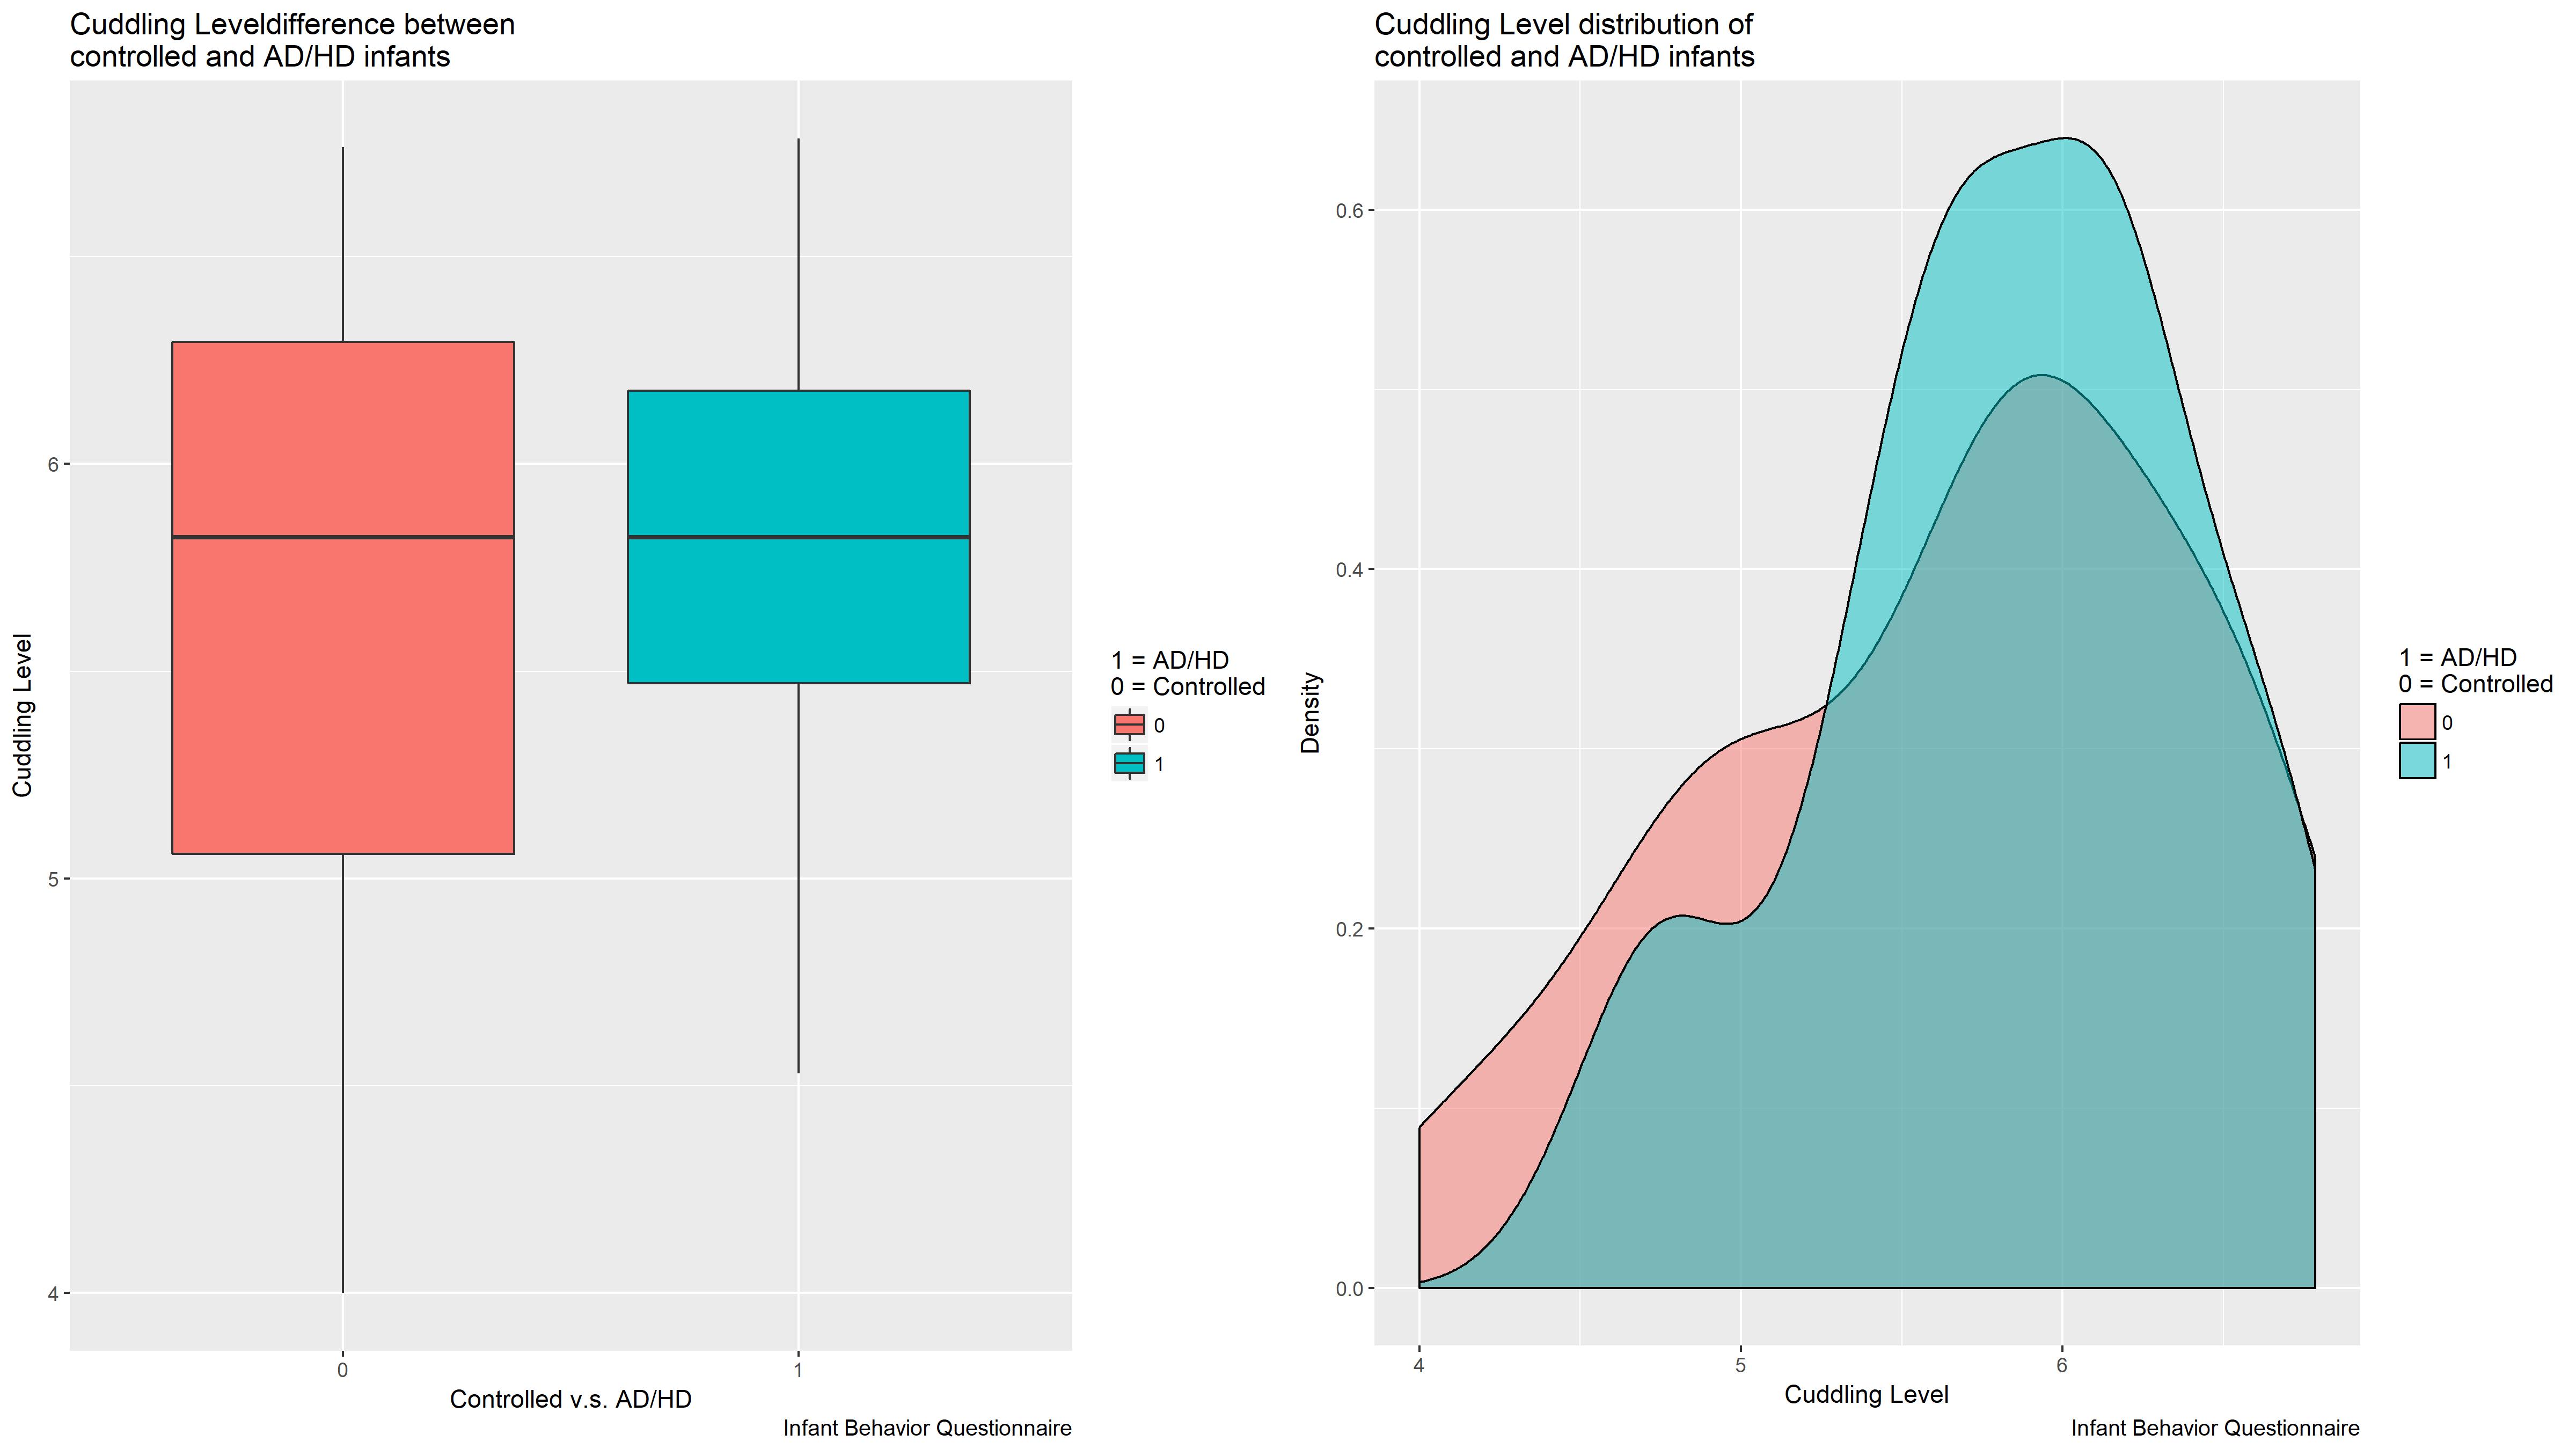 Cuddling Leveldifference between
controlled and AD/HD infants
6
5
4
Cuddling Level
0
1
Controlled v.s. AD/HD
Infant Behavior Questionnaire
1 = AD/HD
0 = Controlled
0
1
Cuddling Level distribution of
controlled and AD/HD infants
0.6
0.4
0.2
0.0
Density
4
5
6
Cuddling Level
Infant Behavior Questionnaire
1 = AD/HD
0 = Controlled
0
1